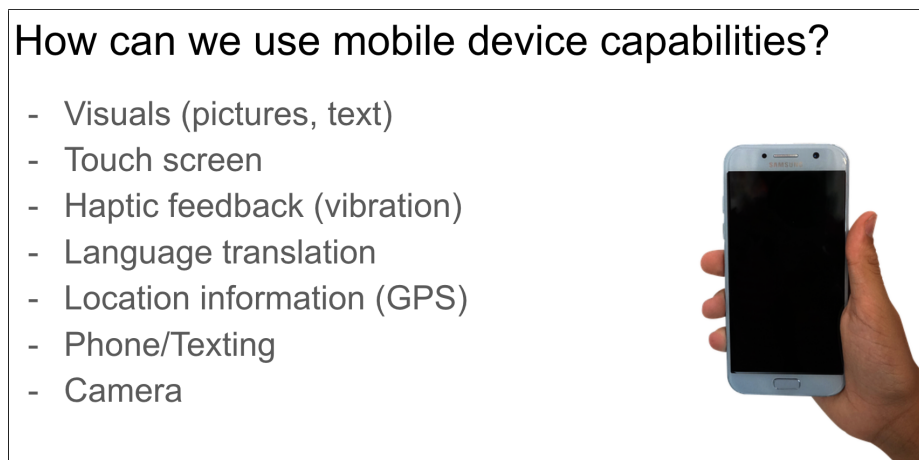 How can we use mobile device capabilities?
- Visuals (pictures, text)
- Touch screen
- Haptic feedback (vibration)
- Language translation
- Location information (GPS)
- Phone/Texting
- Camera
SAMSUNG